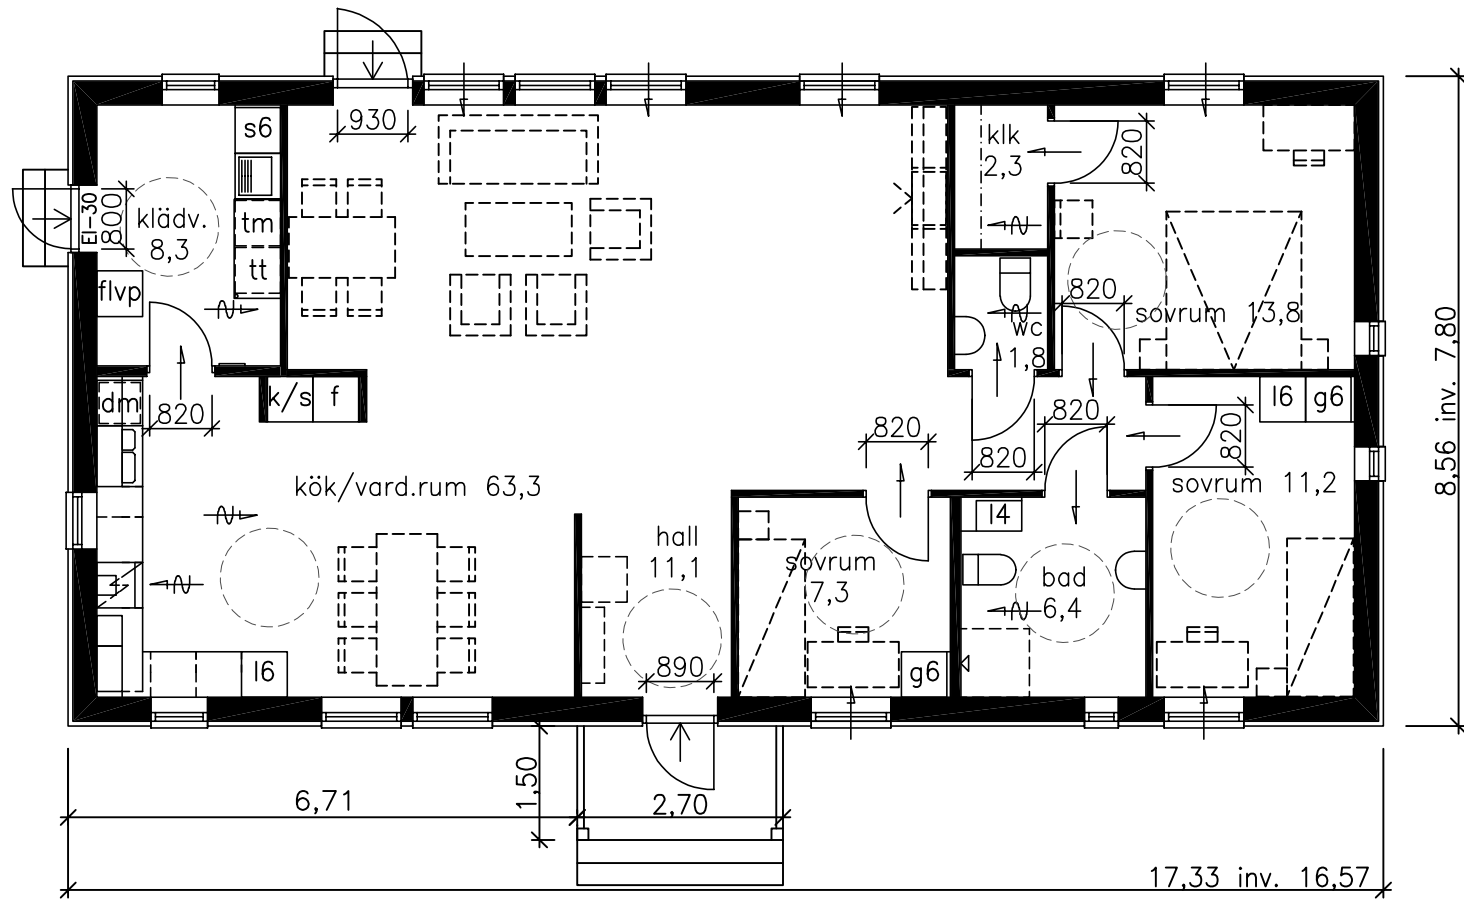 930
s6
klk
2,3
820
EI-30
800
klädv.
8,3
tm
tt
flvp
820
sovrum 13,8
wc
1,8
8,56 inv. 7,80
dm
820
k/s
f
820
820
820
820
l6
g6
kök/vard.rum 63,3
sovrum 11,2
hall
11,1
l4
sovrum
7,3
bad
6,4
l6
890
g6
1,50
6,71
2,70
17,33 inv. 16,57